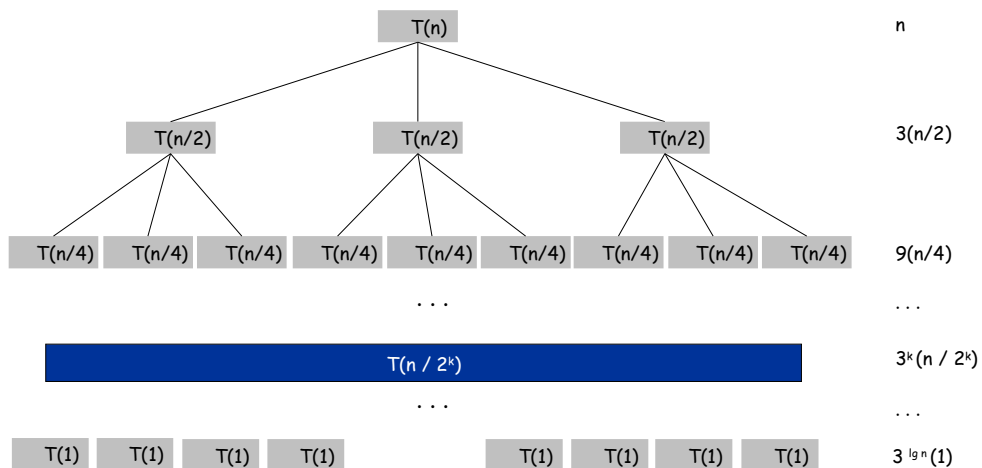 T(n) n
T(n/2) T(n/2) T(n/2) 3(n/2)
T(n/4) T(n/4) T(n/4) T(n/4) T(n/4) T(n/4) T(n/4) T(n/4) T(n/4) 9(n/4)
. . . . . .
T(n / 2ᵏ) 3ᵏ (n / 2ᵏ)
. . . . . .
T(1) T(1) T(1) T(1) T(1) T(1) T(1) T(1) 3 ˡᵍ ⁿ (1)